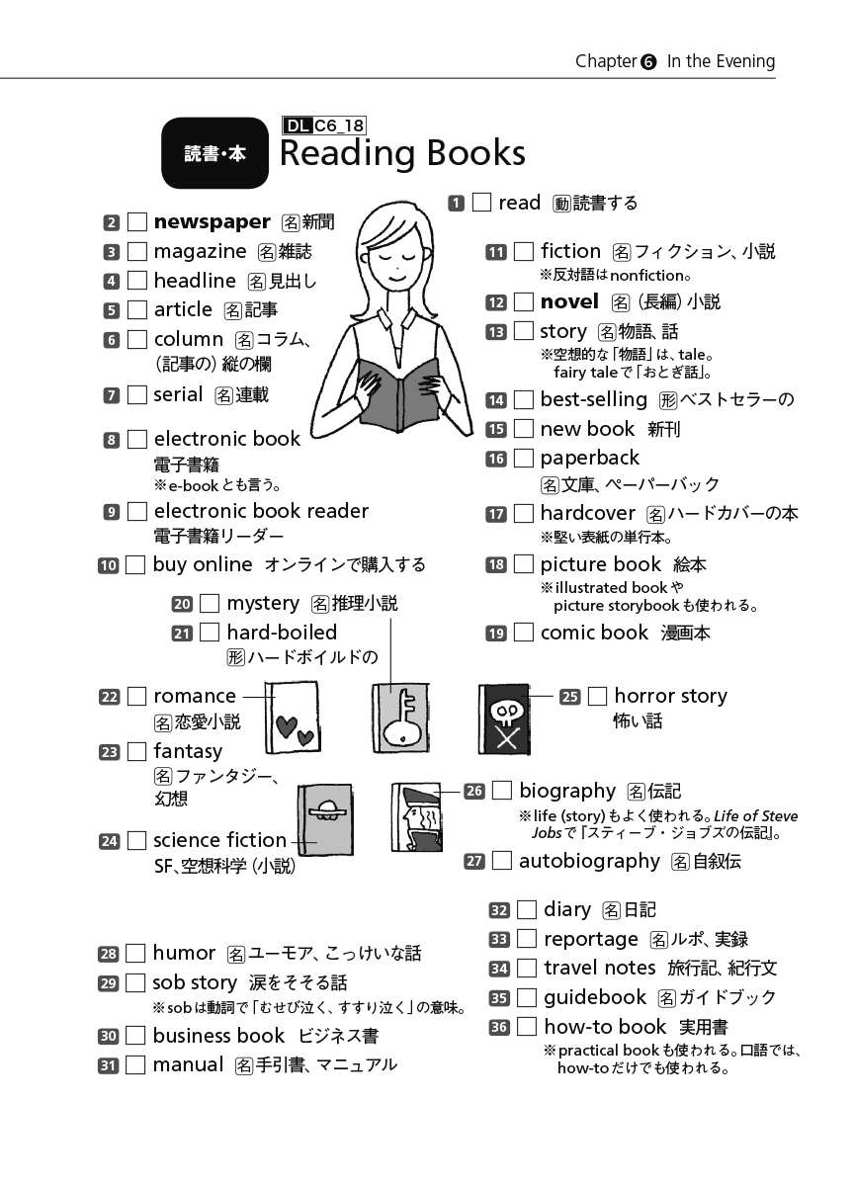 Chapter❻ In the Evening
DL C6_18
読書・本
Reading Books
1 read 動読書する
2 newspaper 名新聞
3 magazine 名雑誌
4 headline 名見出し
5 article 名記事
6 column 名コラム、
（記事の）縦の欄
7 serial 名連載
8 electronic book
電子書籍
※e-bookとも言う。
9 electronic book reader
電子書籍リーダー
10 buy online オンラインで購入する
11 fiction 名フィクション、小説
※反対語はnonfiction。
12 novel 名（長編）小説
13 story 名物語、話
※空想的な「物語」は、tale。
fairy taleで「おとぎ話」。
14 best-selling 形ベストセラーの
15 new book 新刊
16 paperback
名文庫、ペーパーバック
17 hardcover 名ハードカバーの本
※堅い表紙の単行本。
18 picture book 絵本
※illustrated bookや
picture storybookも使われる。
19 comic book 漫画本
20 mystery 名推理小説
21 hard-boiled
形ハードボイルドの
22 romance
名恋愛小説
23 fantasy
名ファンタジー、
幻想
24 science fiction
SF、空想科学（小説）
25 horror story
怖い話
26 biography 名伝記
※life (story)もよく使われる。Life of Steve
Jobsで『スティーブ・ジョブズの伝記』。
27 autobiography 名自叙伝
28 humor 名ユーモア、こっけいな話
29 sob story 涙をそそる話
※sobは動詞で「むせび泣く、すすり泣く」の意味。
30 business book ビジネス書
31 manual 名手引書、マニュアル
32 diary 名日記
33 reportage 名ルポ、実録
34 travel notes 旅行記、紀行文
35 guidebook 名ガイドブック
36 how-to book 実用書
※practical bookも使われる。口語では、
how-toだけでも使われる。